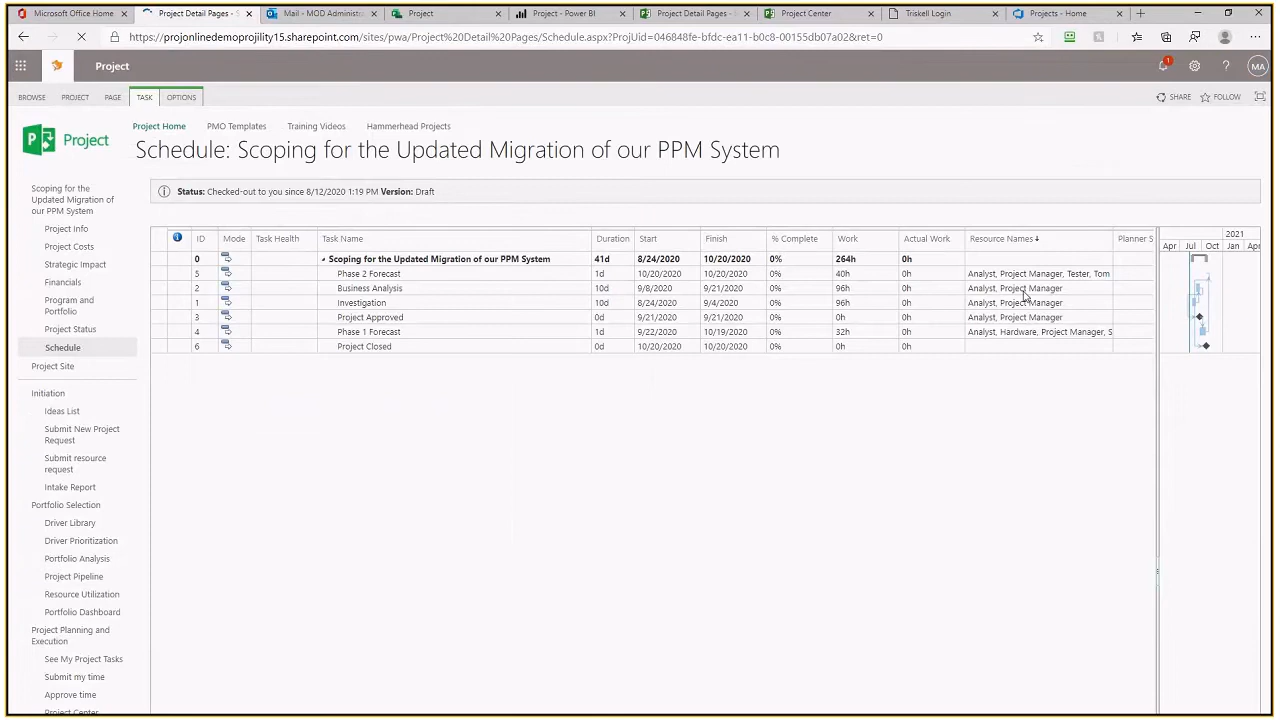 Microsoft Office Home
Project Detail Pages - S
Mail - MOD Administr
Project
Project - Power BI
Project Detail Pages - S
Project Center
Triskell Login
Projects - Home
https://projonlinedemoprojility15.sharepoint.com/sites/pwa/Project%20Detail%20Pages/Schedule.aspx?ProjUid=046848fe-bfdc-ea11-b0c8-00155db07a02&ret=0
Project
1
MA
BROWSE PROJECT PAGE TASK OPTIONS
SHARE FOLLOW
Project
Project Home PMO Templates Training Videos Hammerhead Projects
Schedule: Scoping for the Updated Migration of our PPM System
Status: Checked-out to you since 8/12/2020 1:19 PM Version: Draft
Scoping for the
Updated Migration of
our PPM System
Project Info
Project Costs
Strategic Impact
Financials
Program and
Portfolio
Project Status
Schedule
Project Site
Initiation
Ideas List
Submit New Project
Request
Submit resource
request
Intake Report
Portfolio Selection
Driver Library
Driver Prioritization
Portfolio Analysis
Project Pipeline
Resource Utilization
Portfolio Dashboard
Project Planning and
Execution
See My Project Tasks
Submit my time
Approve time
Project Center
ID Mode Task Health Task Name Duration Start Finish % Complete Work Actual Work Resource Names Planner S
2021
Apr Jul Oct Jan Apr
0 Scoping for the Updated Migration of our PPM System 41d 8/24/2020 10/20/2020 0% 264h 0h
5 Phase 2 Forecast 1d 10/20/2020 10/20/2020 0% 40h 0h Analyst, Project Manager, Tester, Tom
2 Business Analysis 10d 9/8/2020 9/21/2020 0% 96h 0h Analyst, Project Manager
1 Investigation 10d 8/24/2020 9/4/2020 0% 96h 0h Analyst, Project Manager
3 Project Approved 0d 9/21/2020 9/21/2020 0% 0h 0h Analyst, Project Manager
4 Phase 1 Forecast 1d 9/22/2020 10/19/2020 0% 32h 0h Analyst, Hardware, Project Manager, S
6 Project Closed 0d 10/20/2020 10/20/2020 0% 0h 0h